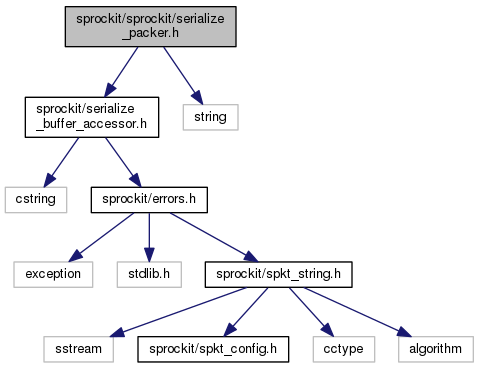 sprockit/sprockit/serialize
_packer.h
sprockit/serialize
_buffer_accessor.h
string
cstring
sprockit/errors.h
exception
stdlib.h
sprockit/spkt_string.h
sstream
sprockit/spkt_config.h
cctype
algorithm